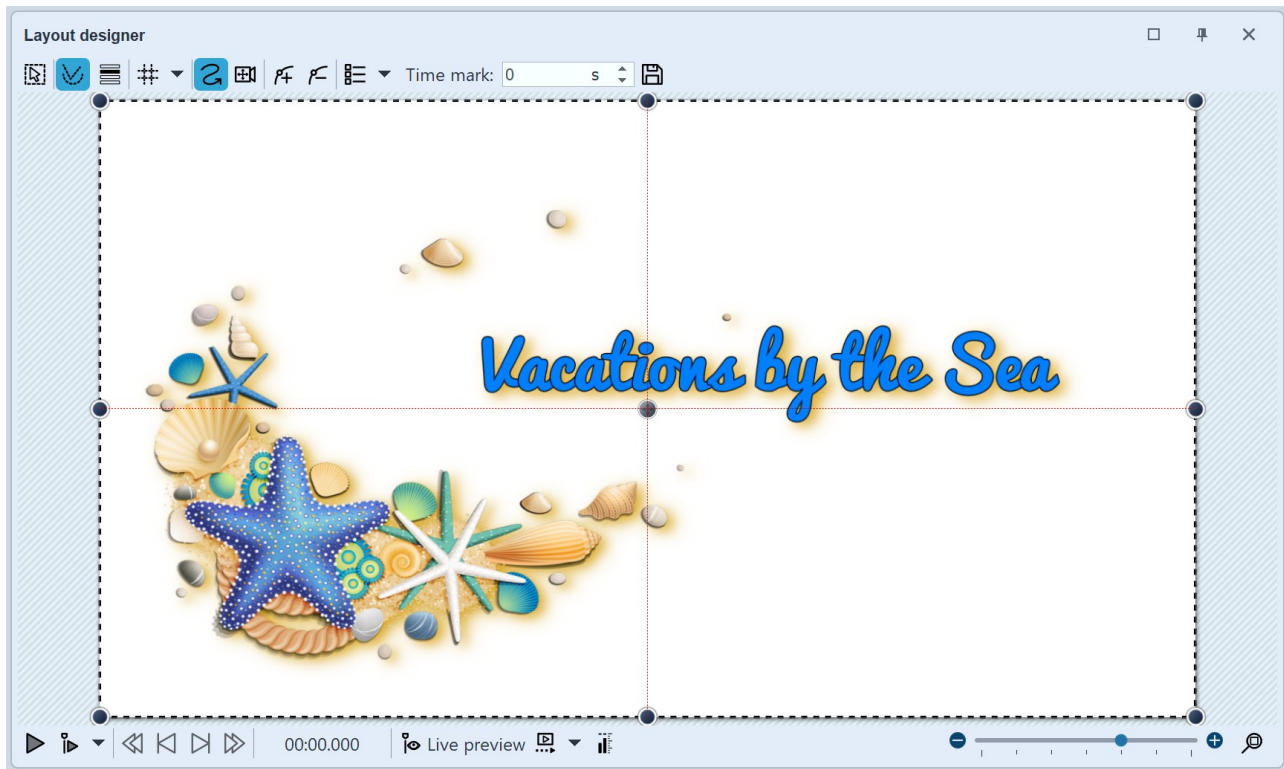 Layout designer
Time mark: 0 s
Vacations by the Sea
00:00.000 Live preview